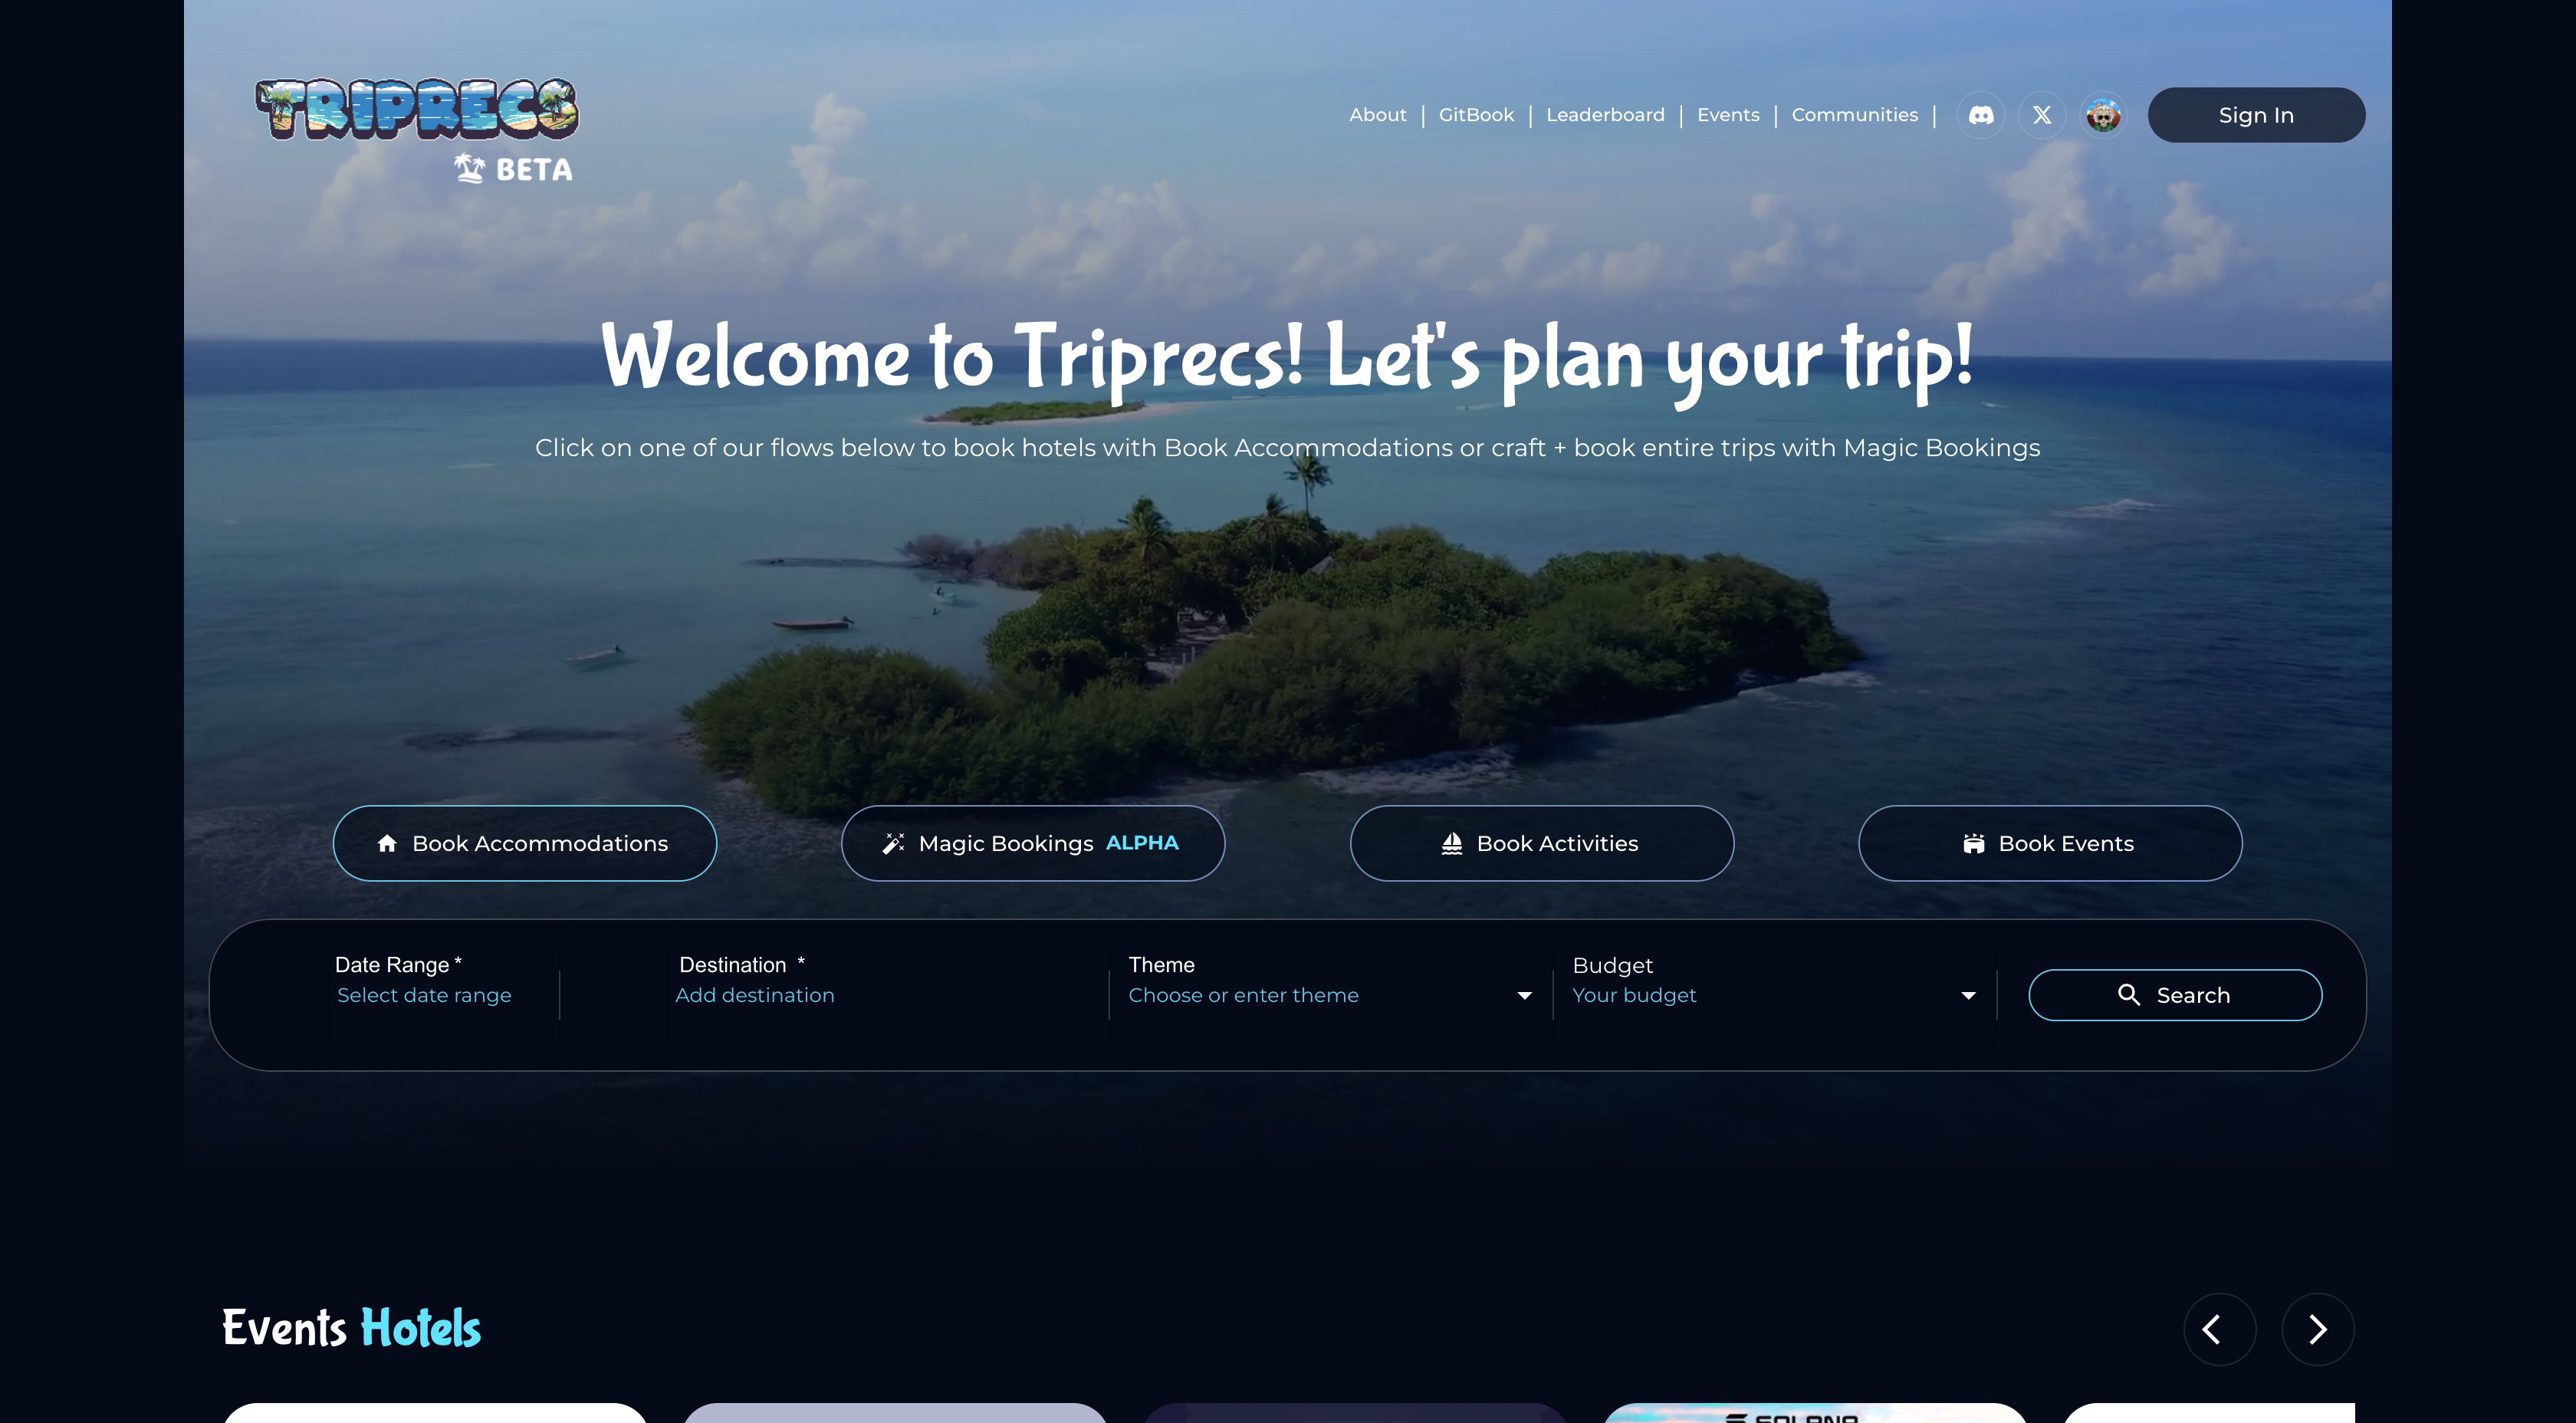 TRIPRECS
BETA
About | GitBook | Leaderboard | Events | Communities |
Sign In
Welcome to Triprecs! Let's plan your trip!
Click on one of our flows below to book hotels with Book Accommodations or craft + book entire trips with Magic Bookings
Book Accommodations
Magic Bookings ALPHA
Book Activities
Book Events
Date Range *
Select date range
Destination *
Add destination
Theme
Choose or enter theme
Budget
Your budget
Search
Events Hotels
SOLANA